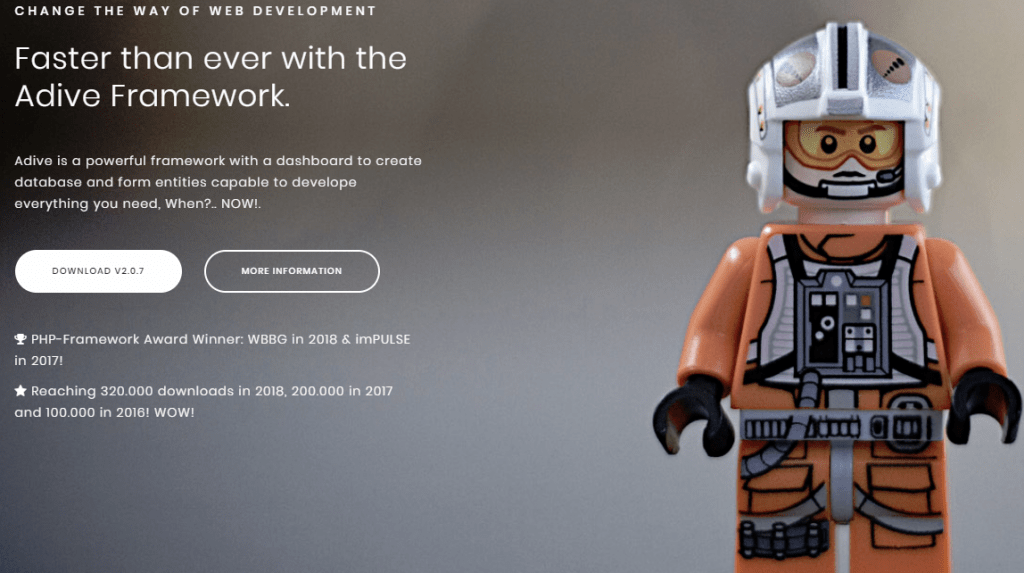 CHANGE THE WAY OF WEB DEVELOPMENT
Faster than ever with the
Adive Framework.
Adive is a powerful framework with a dashboard to create
database and form entities capable to develope
everything you need, When?.. NOW!.
DOWNLOAD V2.0.7
MORE INFORMATION
PHP-Framework Award Winner: WBBG in 2018 & imPULSE
in 2017!
Reaching 320.000 downloads in 2018, 200.000 in 2017
and 100.000 in 2016! WOW!